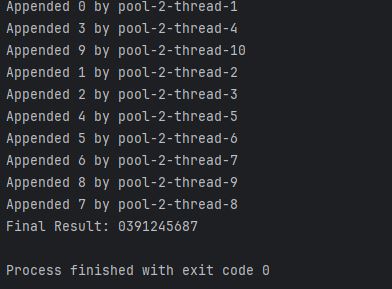 Appended 0 by pool-2-thread-1
Appended 3 by pool-2-thread-4
Appended 9 by pool-2-thread-10
Appended 1 by pool-2-thread-2
Appended 2 by pool-2-thread-3
Appended 4 by pool-2-thread-5
Appended 5 by pool-2-thread-6
Appended 6 by pool-2-thread-7
Appended 8 by pool-2-thread-9
Appended 7 by pool-2-thread-8
Final Result: 0391245687
Process finished with exit code 0